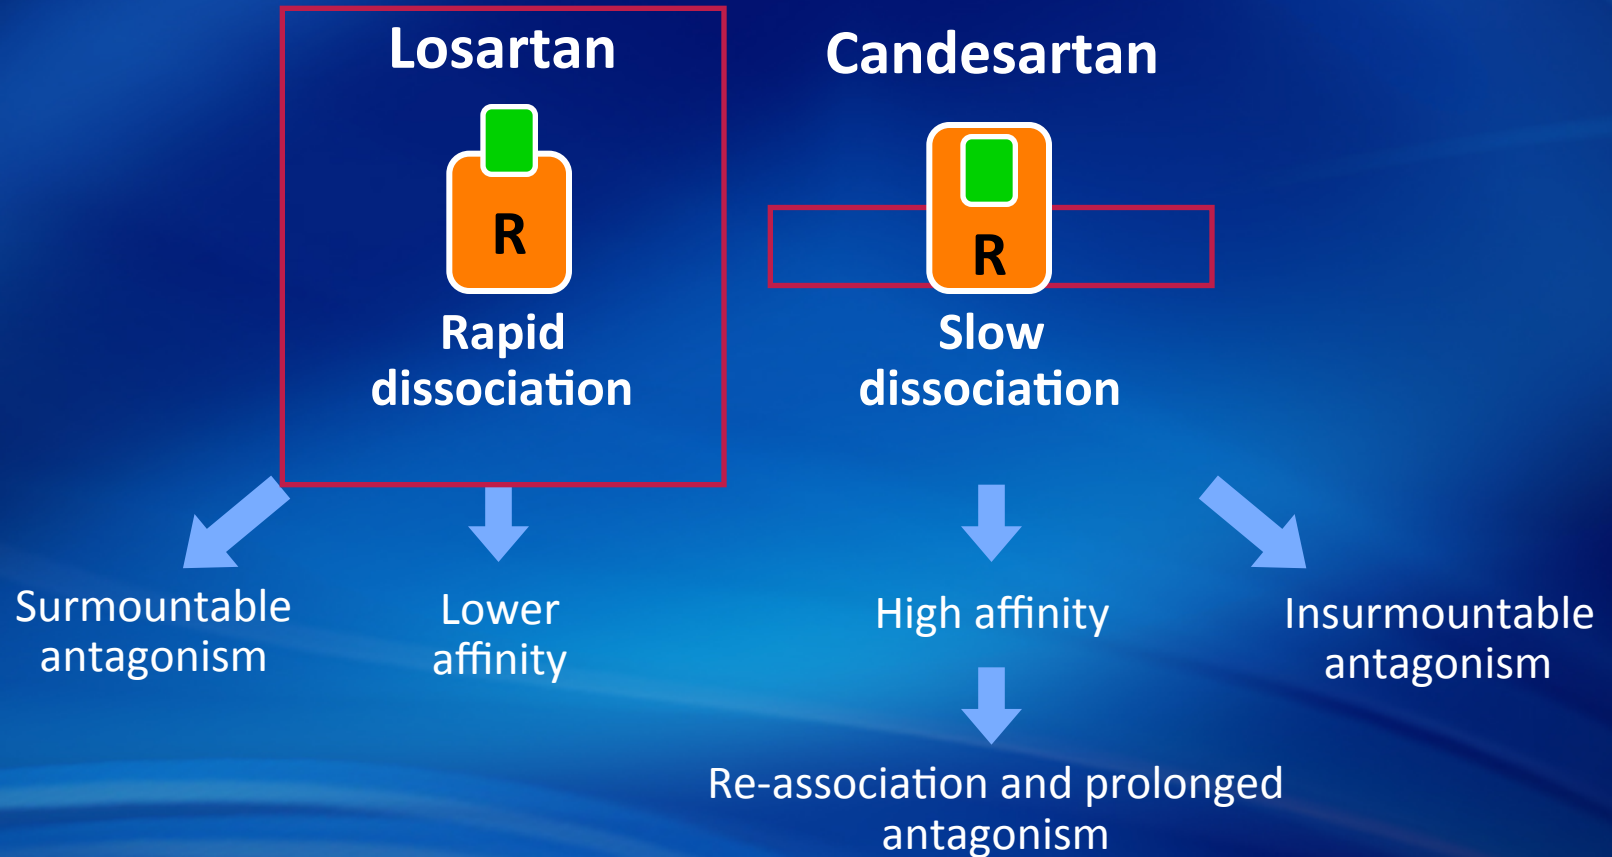 Losartan
R
Rapid
dissociation
Candesartan
R
Slow
dissociation
Surmountable
antagonism
Lower
affinity
High affinity
Insurmountable
antagonism
Re-association and prolonged
antagonism